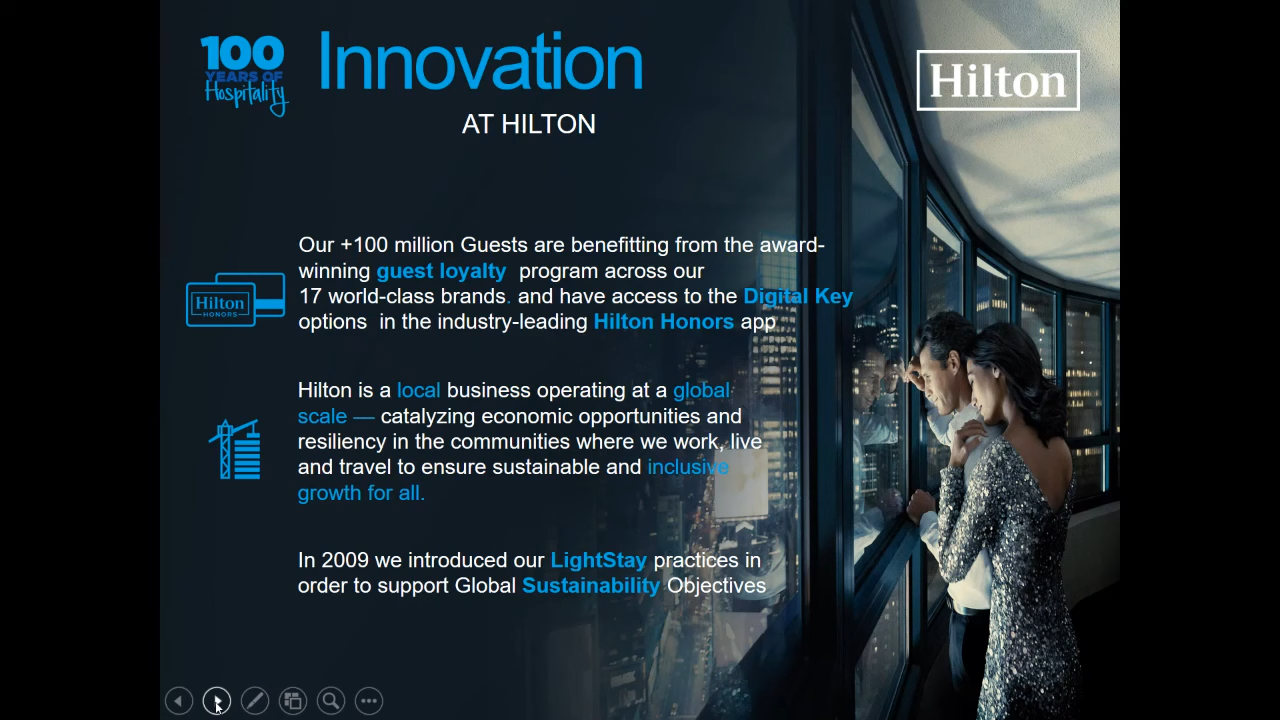 100
YEARS OF
Hospitality
Innovation
AT HILTON
Hilton
Our +100 million Guests are benefitting from the award-
winning guest loyalty program across our
17 world-class brands. and have access to the Digital Key
options in the industry-leading Hilton Honors app
Hilton
HONORS
Hilton is a local business operating at a global
scale — catalyzing economic opportunities and
resiliency in the communities where we work, live
and travel to ensure sustainable and inclusive
growth for all.
In 2009 we introduced our LightStay practices in
order to support Global Sustainability Objectives